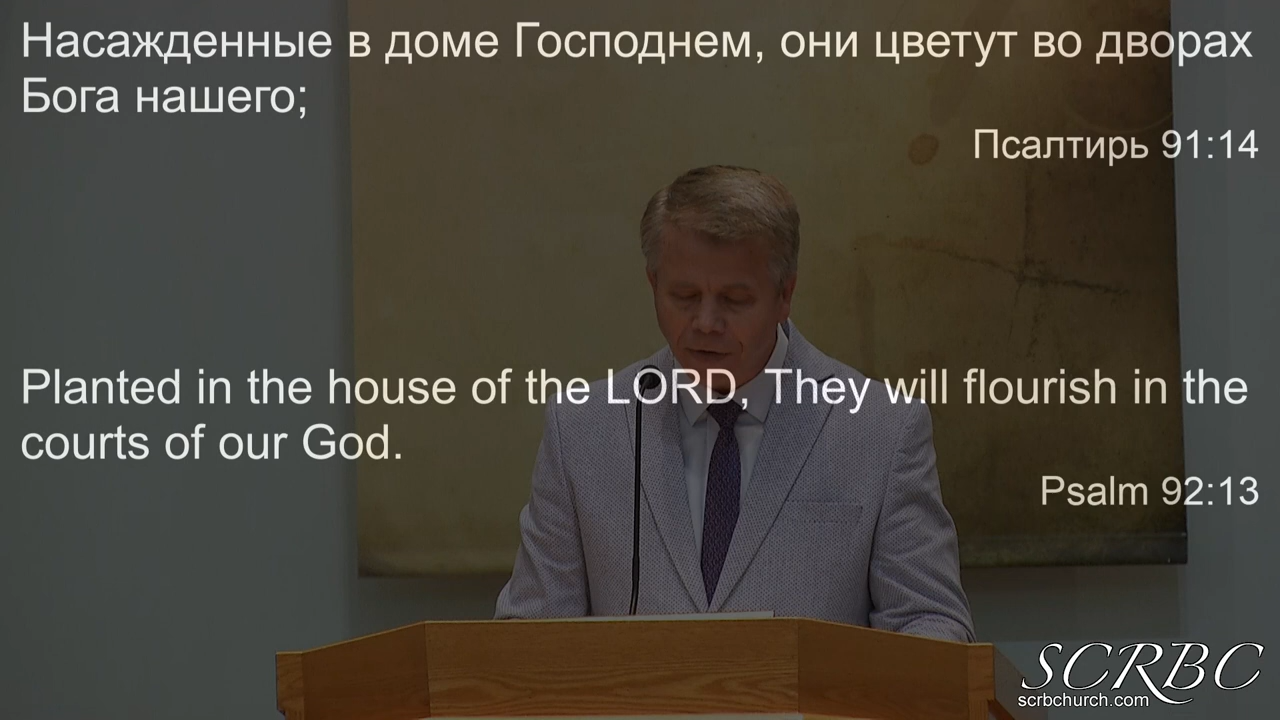 Насажденные в доме Господнем, они цветут во дворах
Бога нашего;
Псалтирь 91:14
Planted in the house of the LORD, They will flourish in the
courts of our God.
Psalm 92:13
SCRBC
scrbchurch.com